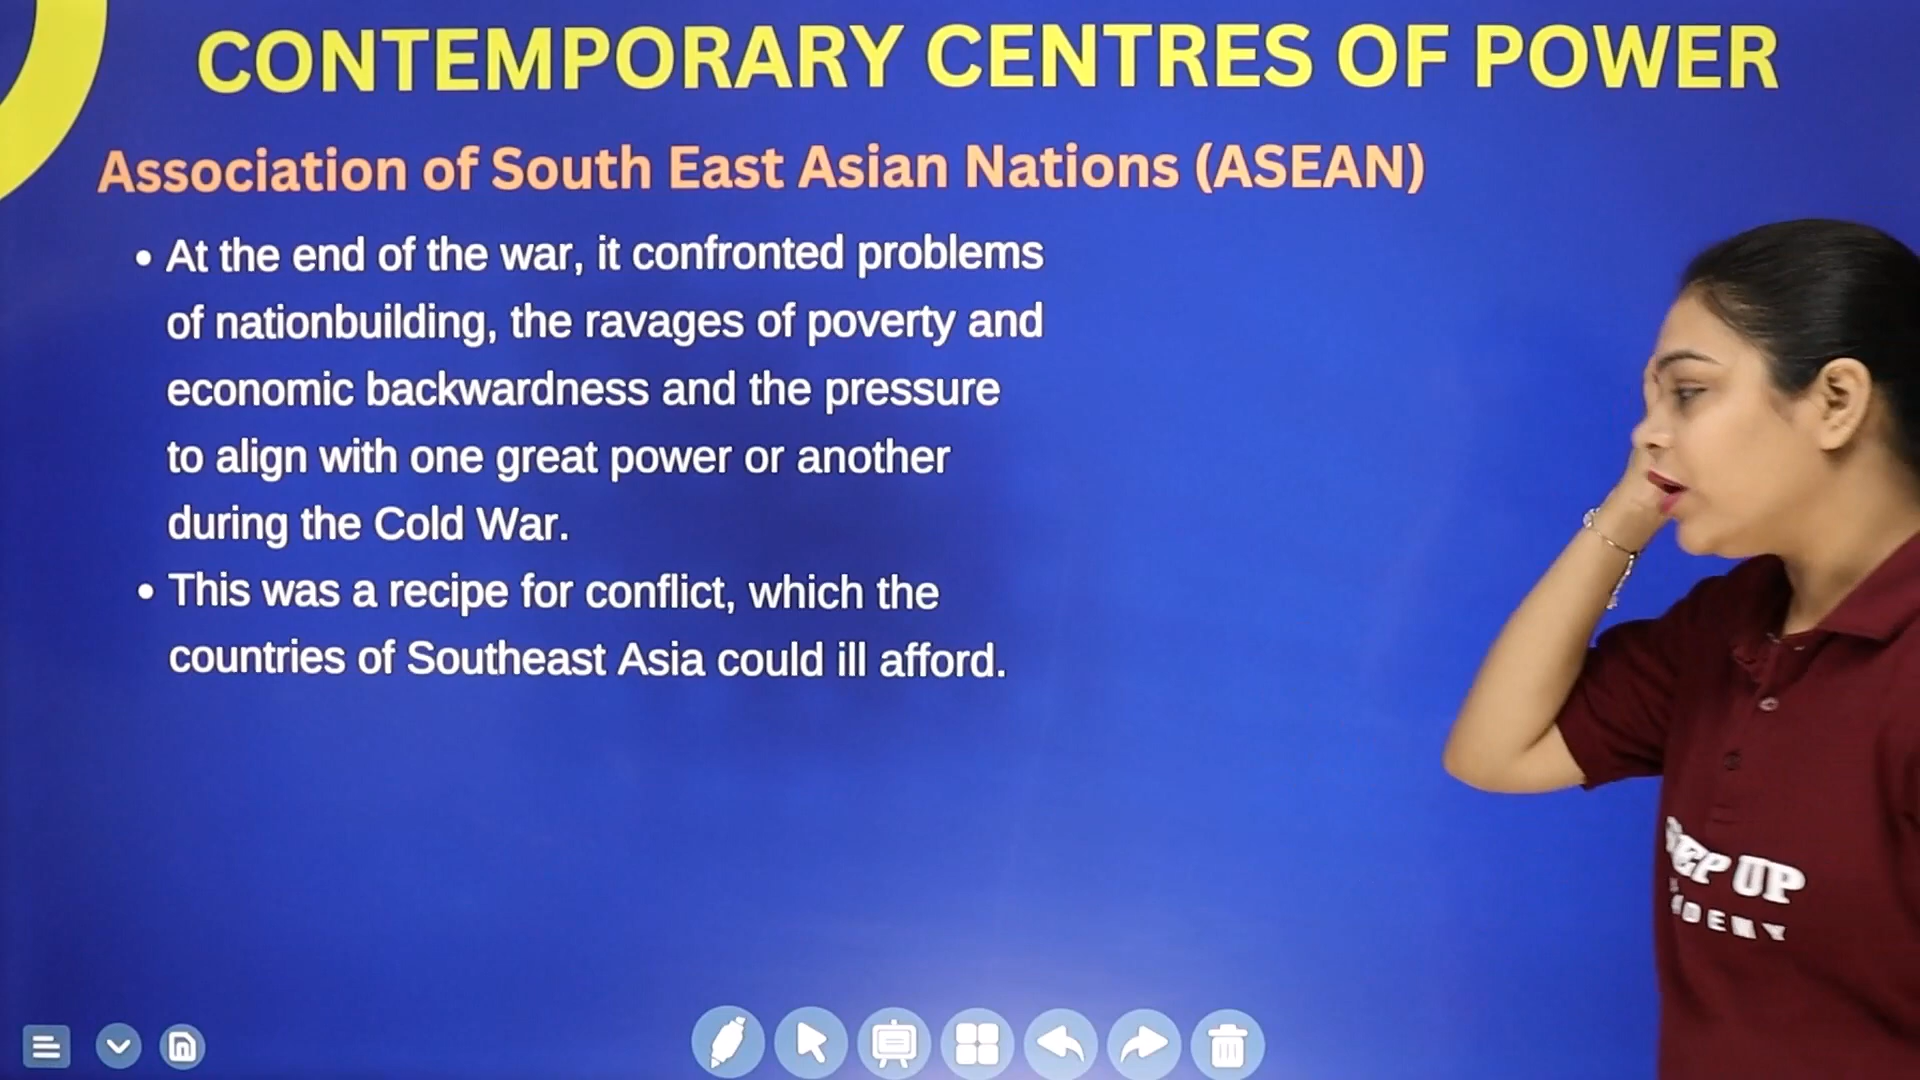 CONTEMPORARY CENTRES OF POWER
Association of South East Asian Nations (ASEAN)
• At the end of the war, it confronted problems
of nationbuilding, the ravages of poverty and
economic backwardness and the pressure
to align with one great power or another
during the Cold War.
• This was a recipe for conflict, which the
countries of Southeast Asia could ill afford.
UP